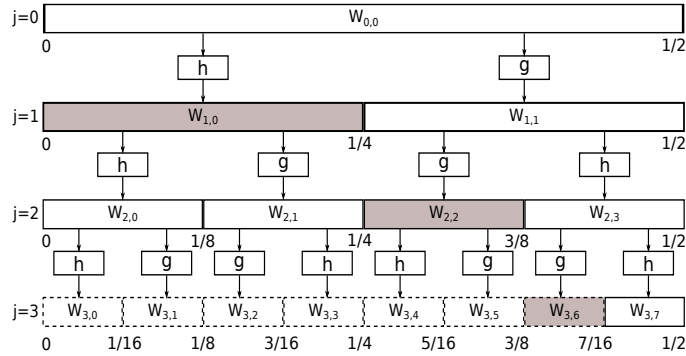 j=0 W0,0
0 1/2
h g
j=1 W1,0 W1,1
0 1/4 1/2
h g g h
j=2 W2,0 W2,1 W2,2 W2,3
0 1/8 1/4 3/8 1/2
h g g h h g g h
j=3 W3,0 W3,1 W3,2 W3,3 W3,4 W3,5 W3,6 W3,7
0 1/16 1/8 3/16 1/4 5/16 3/8 7/16 1/2